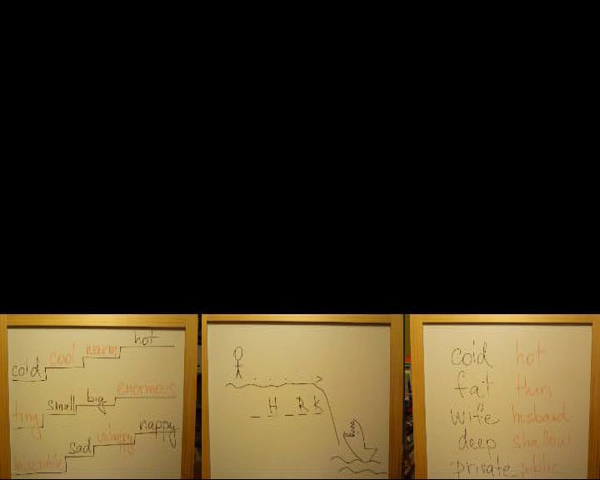 cold cool warm hot
tiny small big enormous
sad unhappy happy
_ H _ R K
cold hot
fat thin
wife husband
deep shallow
private public